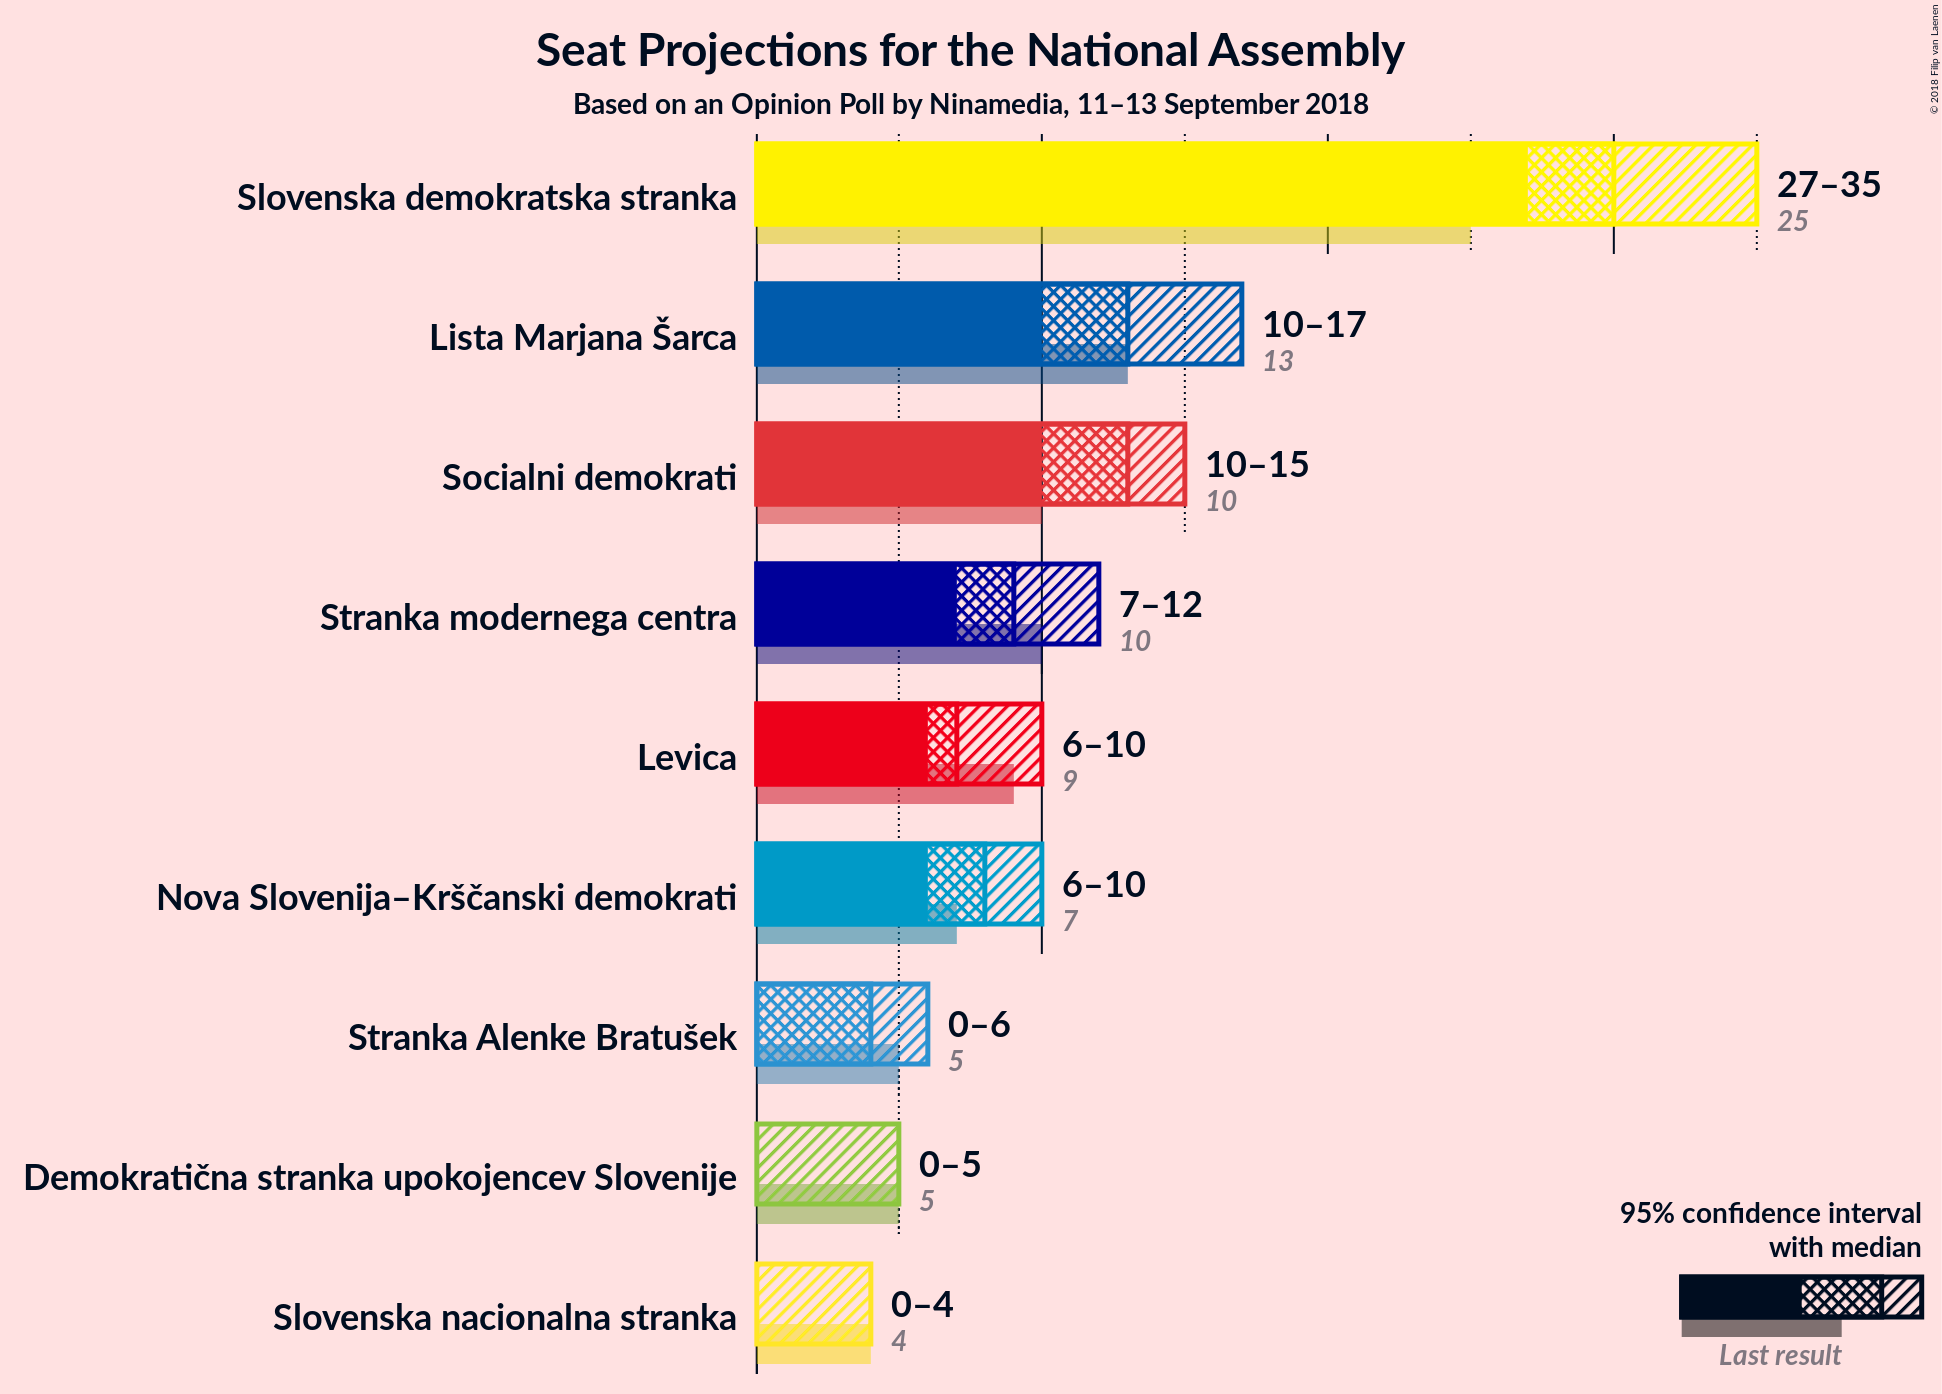 Seat Projections for the National Assembly
Based on an Opinion Poll by Ninamedia, 11–13 September 2018
© 2018 Filip van Laenen
Slovenska demokratska stranka
27–35
25
Lista Marjana Šarca
10–17
13
Socialni demokrati
10–15
10
Stranka modernega centra
7–12
10
Levica
6–10
9
Nova Slovenija–Krščanski demokrati
6–10
7
Stranka Alenke Bratušek
0–6
5
Demokratična stranka upokojencev Slovenije
0–5
5
Slovenska nacionalna stranka
0–4
4
95% confidence interval
with median
Last result